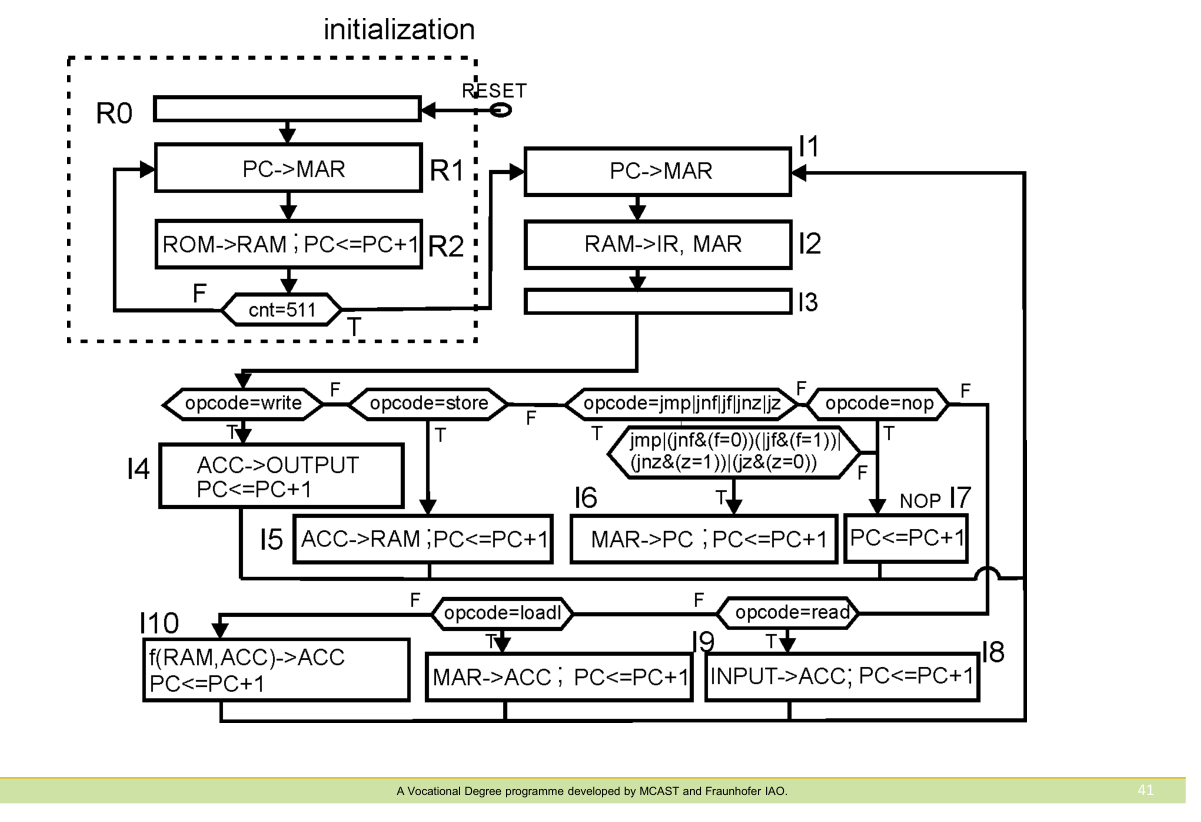 initialization
RESET
R0
PC->MAR
R1
ROM->RAM ; PC<=PC+1
R2
F
cnt=511
T
I1
PC->MAR
RAM->IR, MAR
I2
I3
opcode=write
F
opcode=store
F
opcode=jmp|jnf|jf|jnz|jz
F
opcode=nop
F
T
T
T
T
jmp|(jnf&(f=0))(|jf&(f=1))|
(jnz&(z=1))|(jz&(z=0))
F
T
I4
ACC->OUTPUT
PC<=PC+1
I5
ACC->RAM ;PC<=PC+1
I6
MAR->PC ; PC<=PC+1
NOP I7
PC<=PC+1
F
opcode=loadI
F
opcode=read
T
T
I10
f(RAM,ACC)->ACC
PC<=PC+1
I9
MAR->ACC ; PC<=PC+1
I8
INPUT->ACC; PC<=PC+1
A Vocational Degree programme developed by MCAST and Fraunhofer IAO.
41